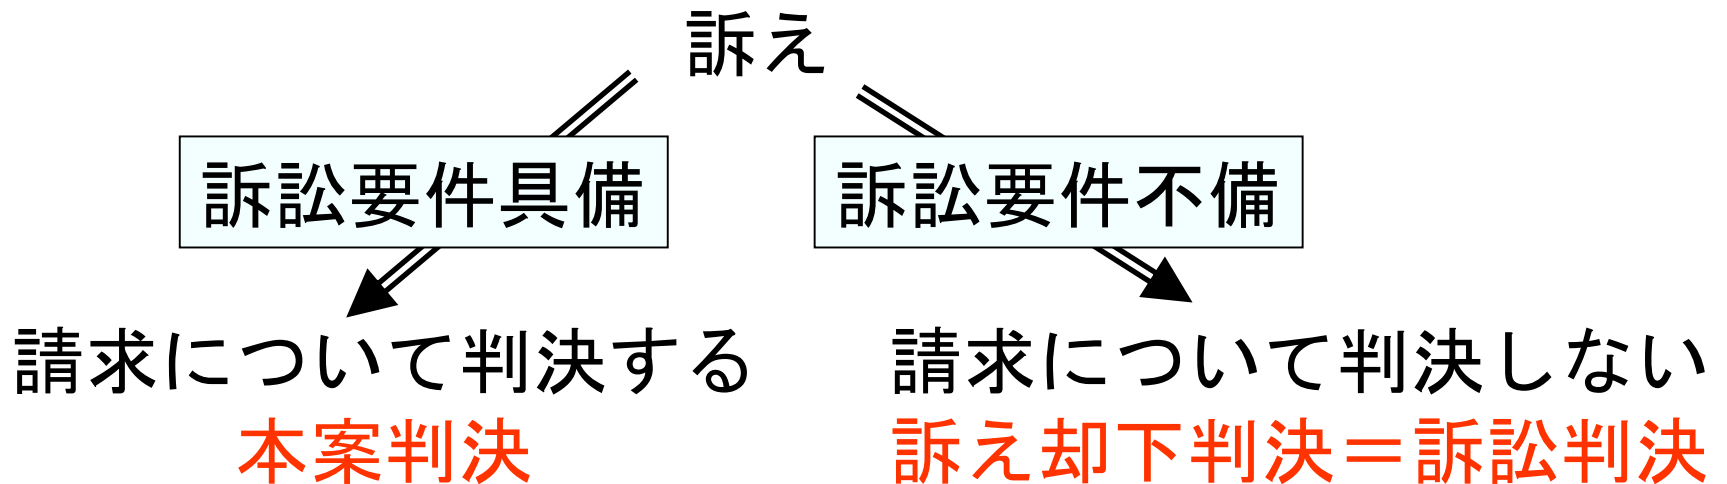 訴え
訴訟要件具備
訴訟要件不備
請求について判決する
請求について判決しない
本案判決
訴え却下判決＝訴訟判決